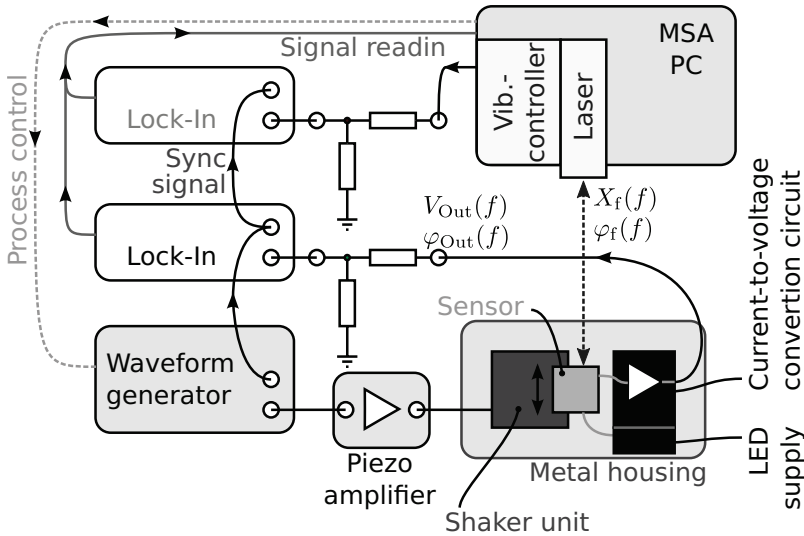 MSA
PC
Signal readin
Vib.-
controller
Laser
Lock-In
Sync
signal
Process control
Lock-In
V_Out(f)
φ_Out(f)
X_f(f)
φ_f(f)
Current-to-voltage
convertion circuit
Sensor
Waveform
generator
Piezo
amplifier
Metal housing
Shaker unit
LED
supply